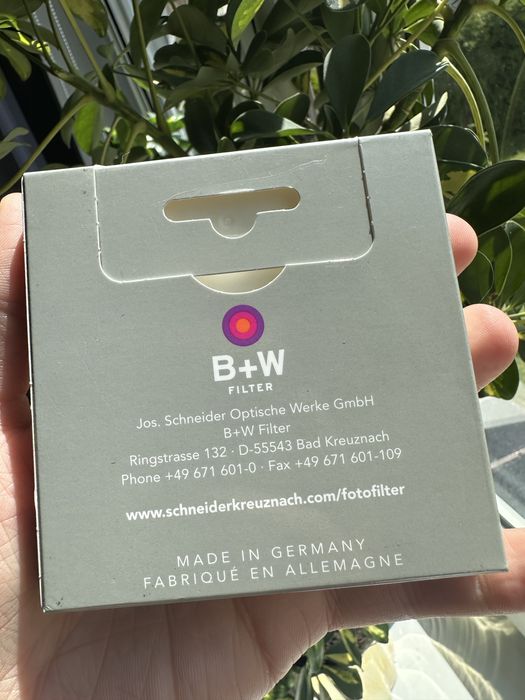 B+W
FILTER
Jos. Schneider Optische Werke GmbH
B+W Filter
Ringstrasse 132 · D-55543 Bad Kreuznach
Phone +49 671 601-0 · Fax +49 671 601-109
www.schneiderkreuznach.com/fotofilter
MADE IN GERMANY
FABRIQUÉ EN ALLEMAGNE